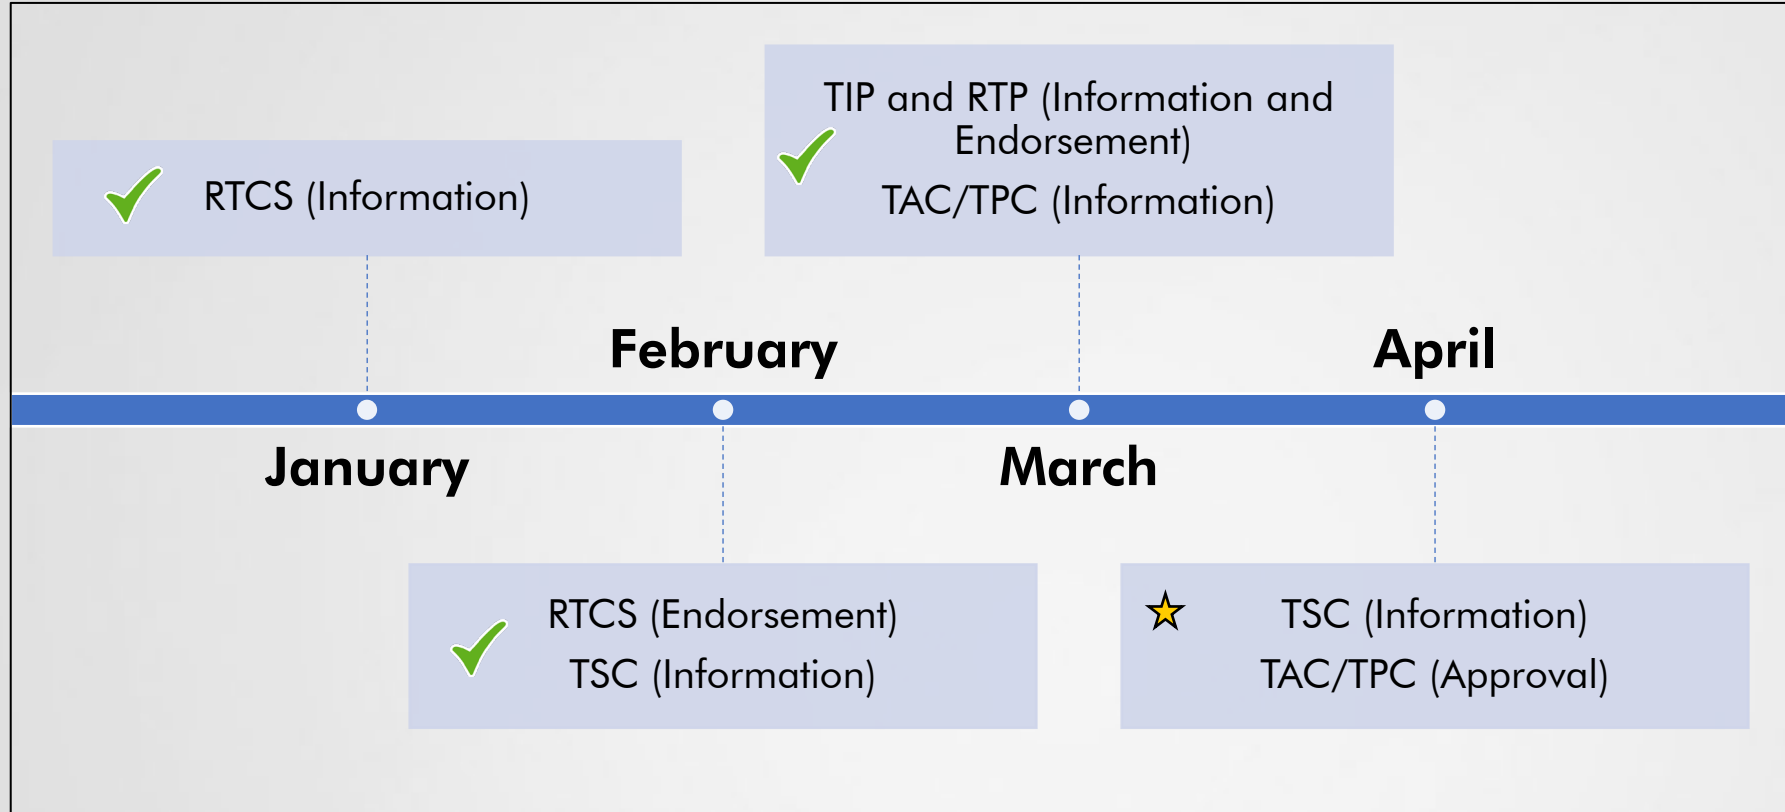 TIP and RTP (Information and
Endorsement)
TAC/TPC (Information)
RTCS (Information)
February
April
January
March
RTCS (Endorsement)
TSC (Information)
TSC (Information)
TAC/TPC (Approval)